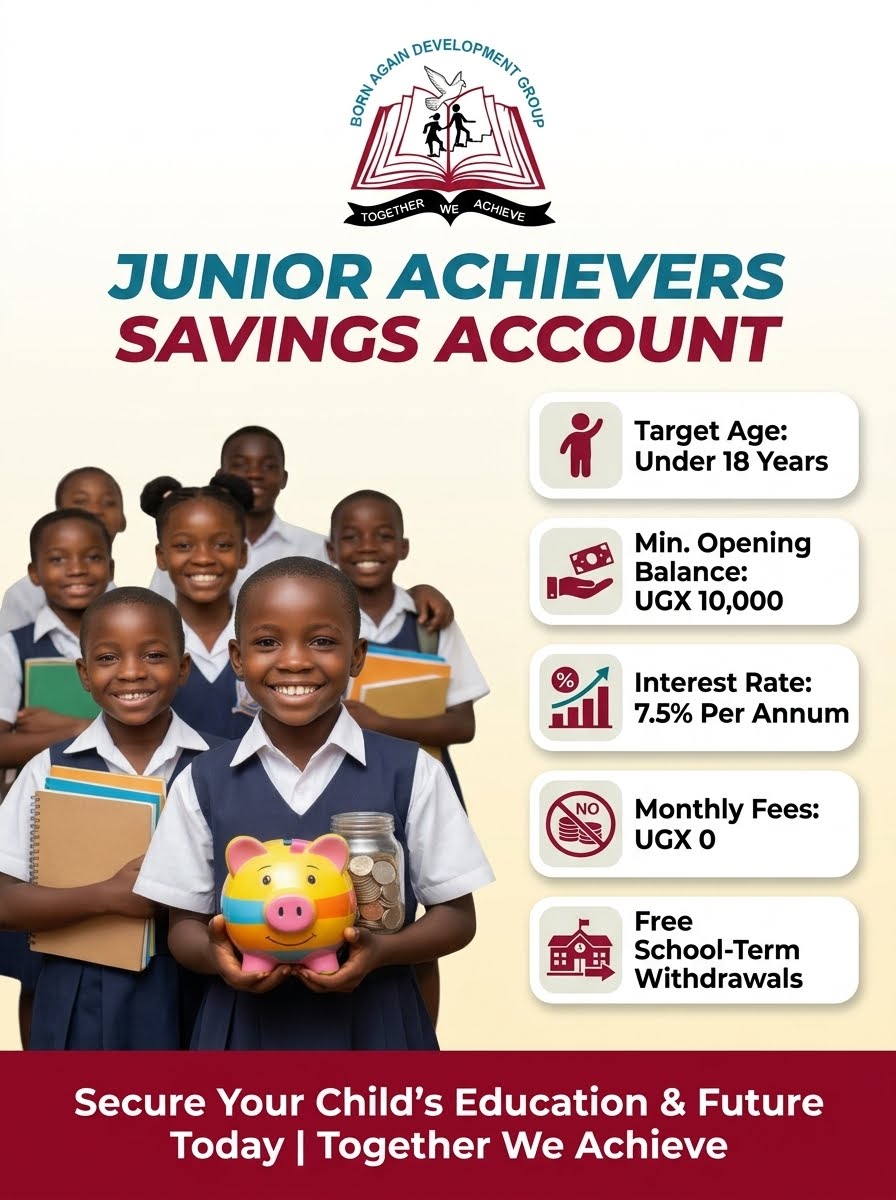 BORN AGAIN DEVELOPMENT GROUP
TOGETHER WE ACHIEVE
JUNIOR ACHIEVERS
SAVINGS ACCOUNT
Target Age:
Under 18 Years
Min. Opening
Balance:
UGX 10,000
%
Interest Rate:
7.5% Per Annum
NO
Monthly Fees:
UGX 0
Free
School-Term
Withdrawals
Secure Your Child's Education & Future
Today | Together We Achieve